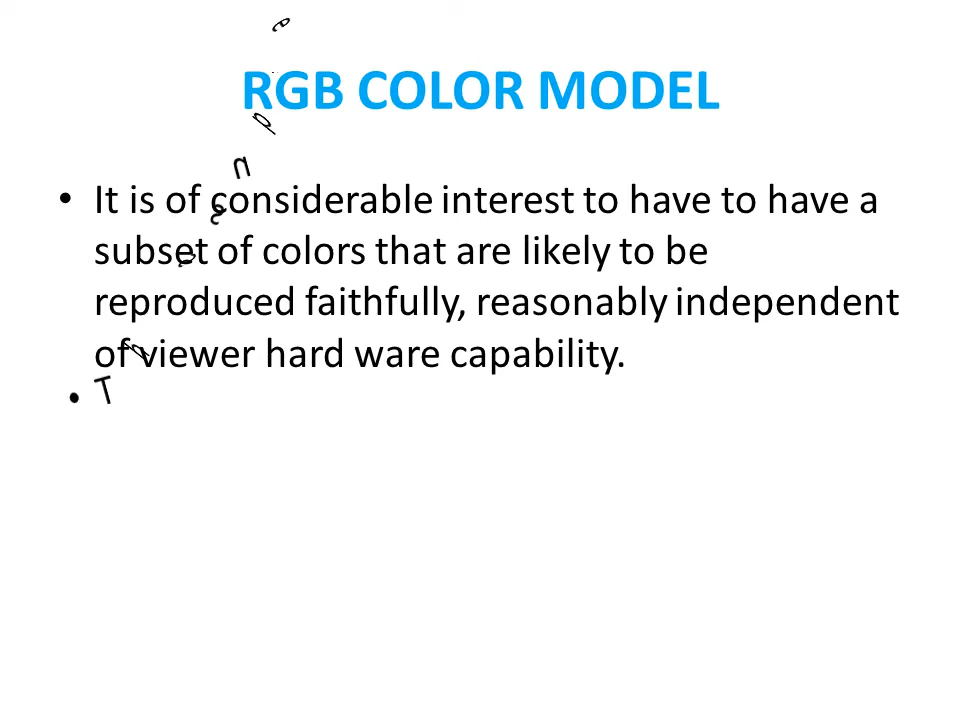 RGB COLOR MODEL
• It is of considerable interest to have to have a
subset of colors that are likely to be
reproduced faithfully, reasonably independent
of viewer hard ware capability.
• T